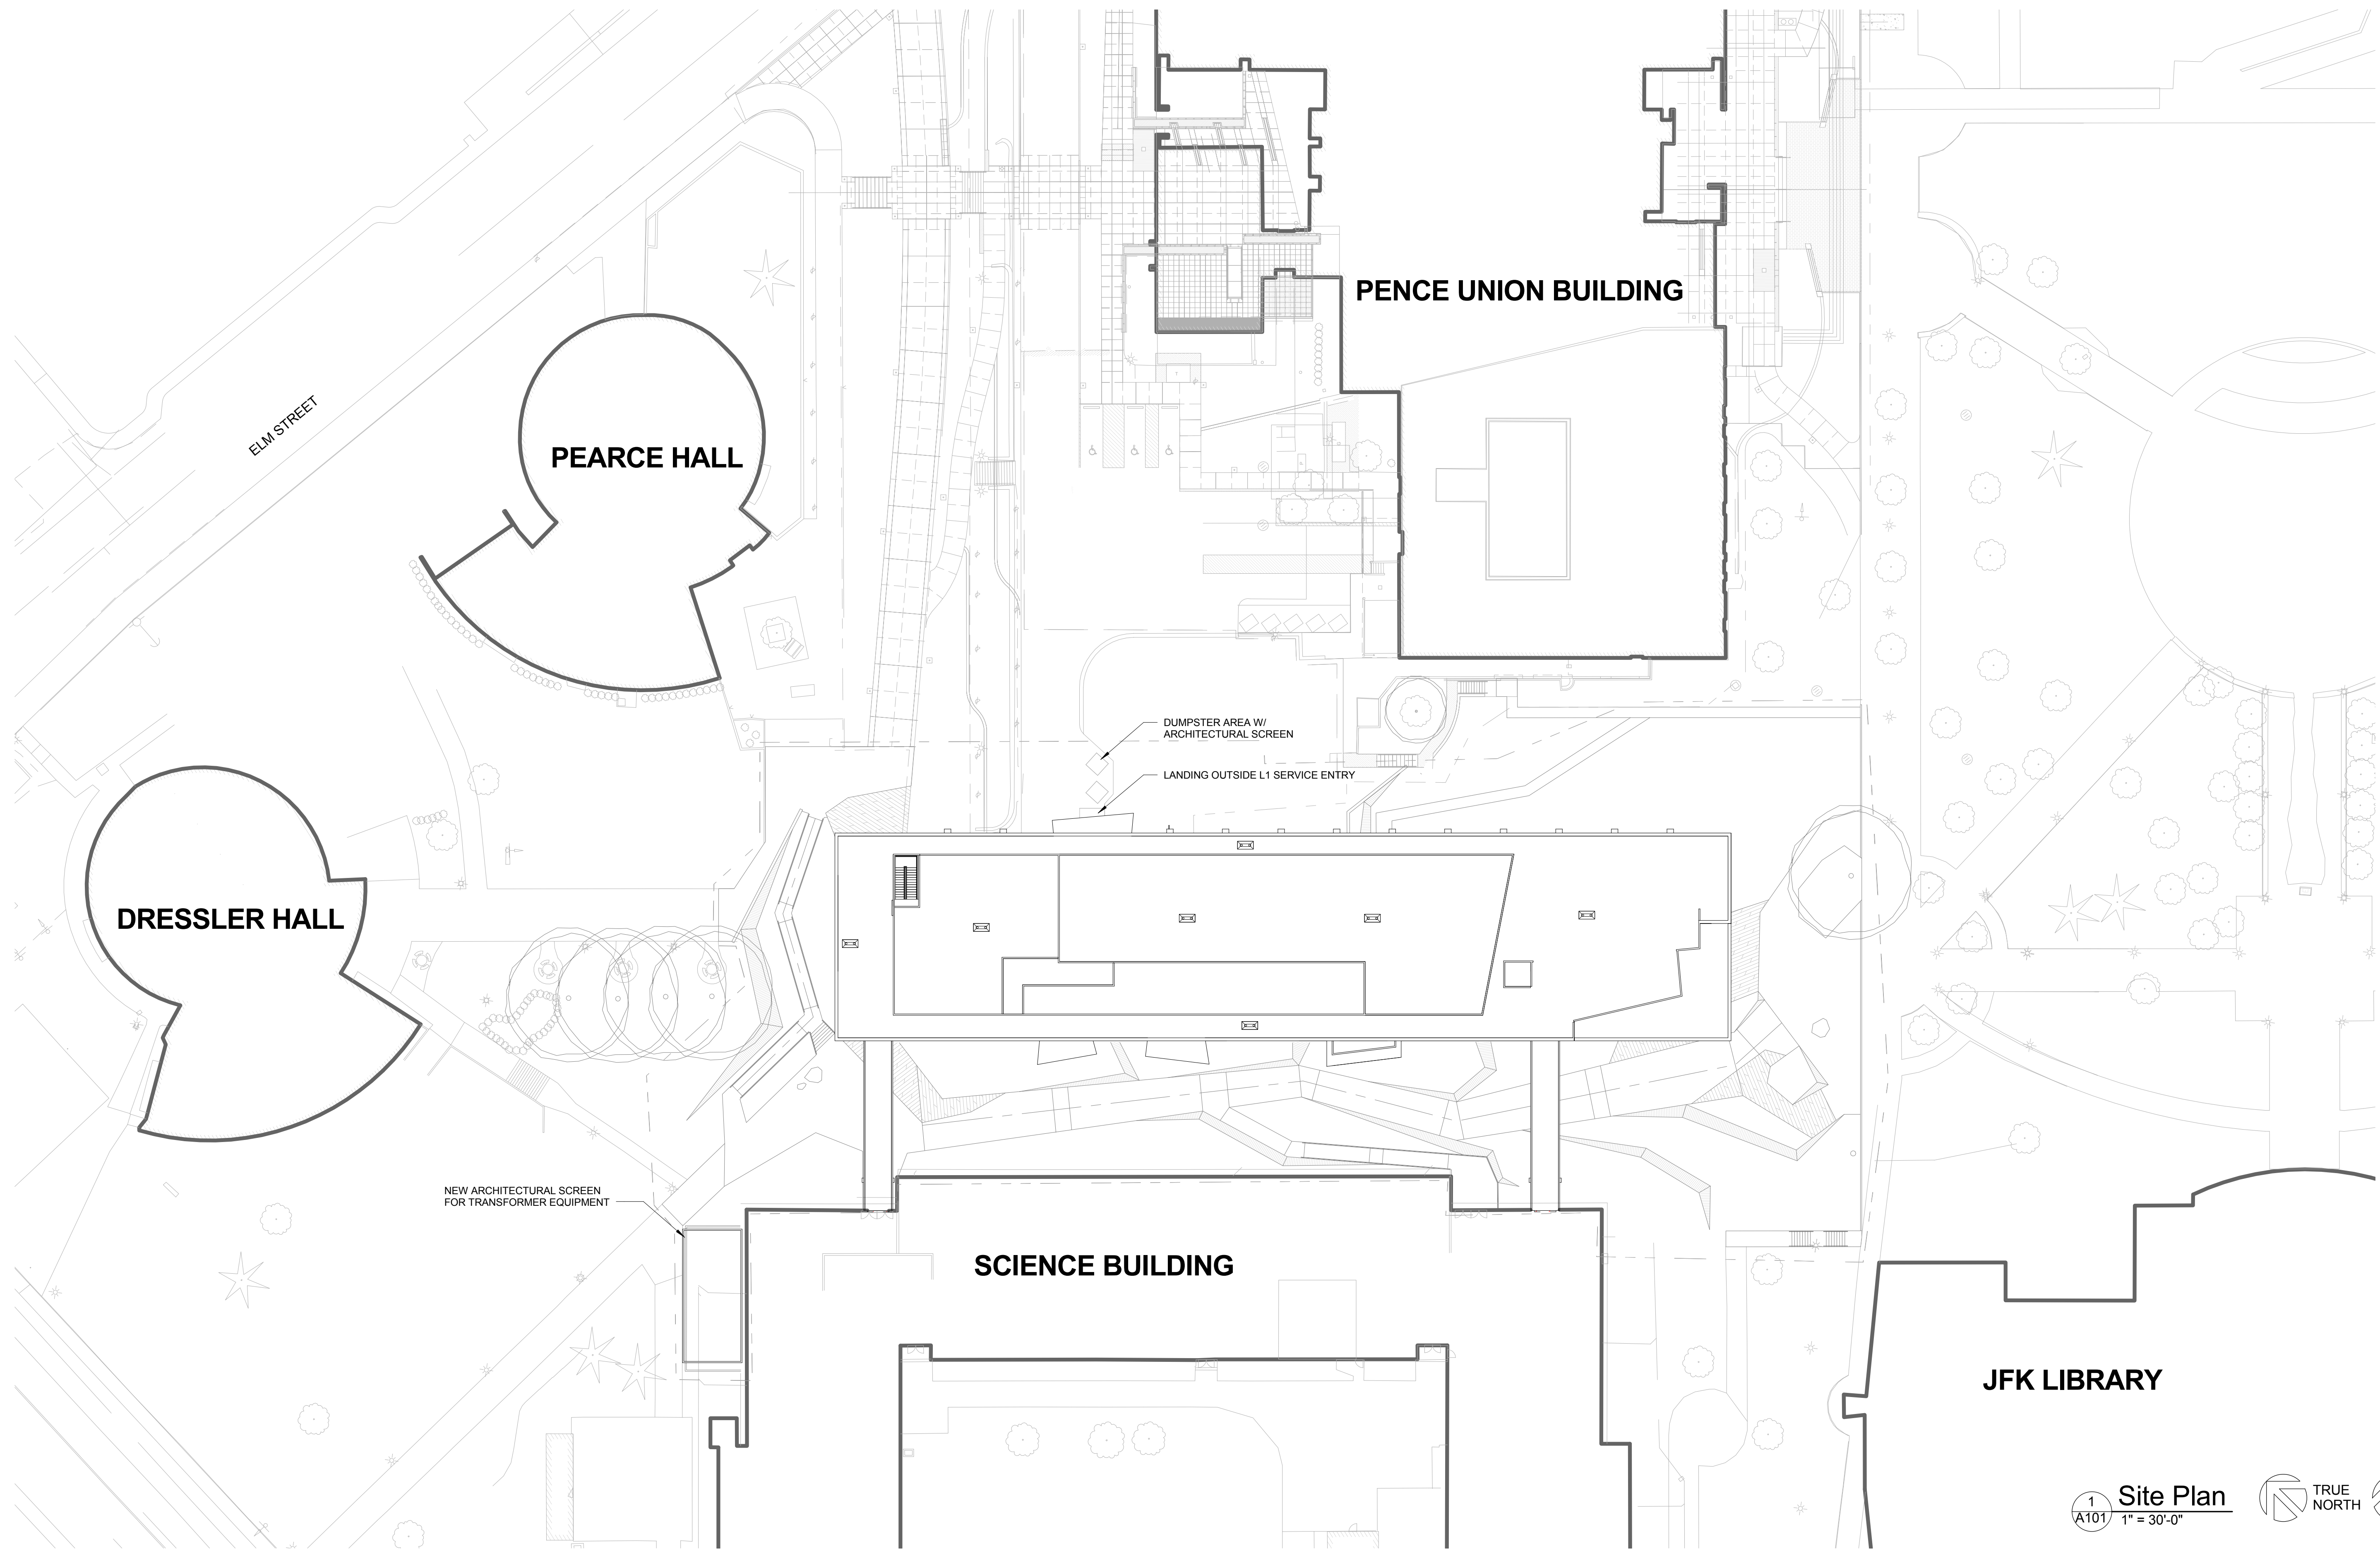 PENCE UNION BUILDING
ELM STREET
PEARCE HALL
DUMPSTER AREA W/
ARCHITECTURAL SCREEN
LANDING OUTSIDE L1 SERVICE ENTRY
DRESSLER HALL
NEW ARCHITECTURAL SCREEN
FOR TRANSFORMER EQUIPMENT
SCIENCE BUILDING
JFK LIBRARY
1
A101
Site Plan
1" = 30'-0"
TRUE
NORTH